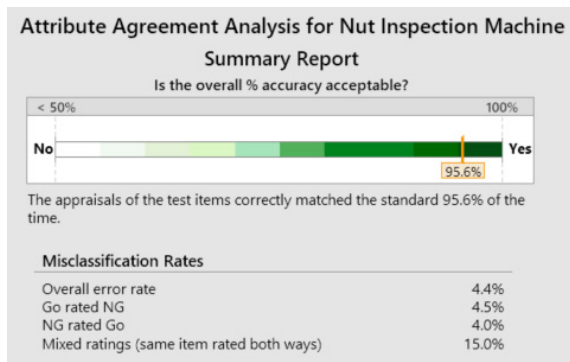 Attribute Agreement Analysis for Nut Inspection Machine
Summary Report
Is the overall % accuracy acceptable?
< 50% 100%
No Yes
95.6%
The appraisals of the test items correctly matched the standard 95.6% of the
time.
Misclassification Rates
Overall error rate 4.4%
Go rated NG 4.5%
NG rated Go 4.0%
Mixed ratings (same item rated both ways) 15.0%